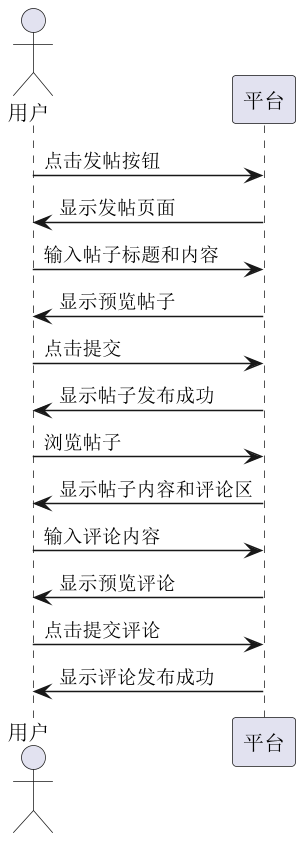 用户
平台
点击发帖按钮
显示发帖页面
输入帖子标题和内容
显示预览帖子
点击提交
显示帖子发布成功
浏览帖子
显示帖子内容和评论区
输入评论内容
显示预览评论
点击提交评论
显示评论发布成功
用户
平台